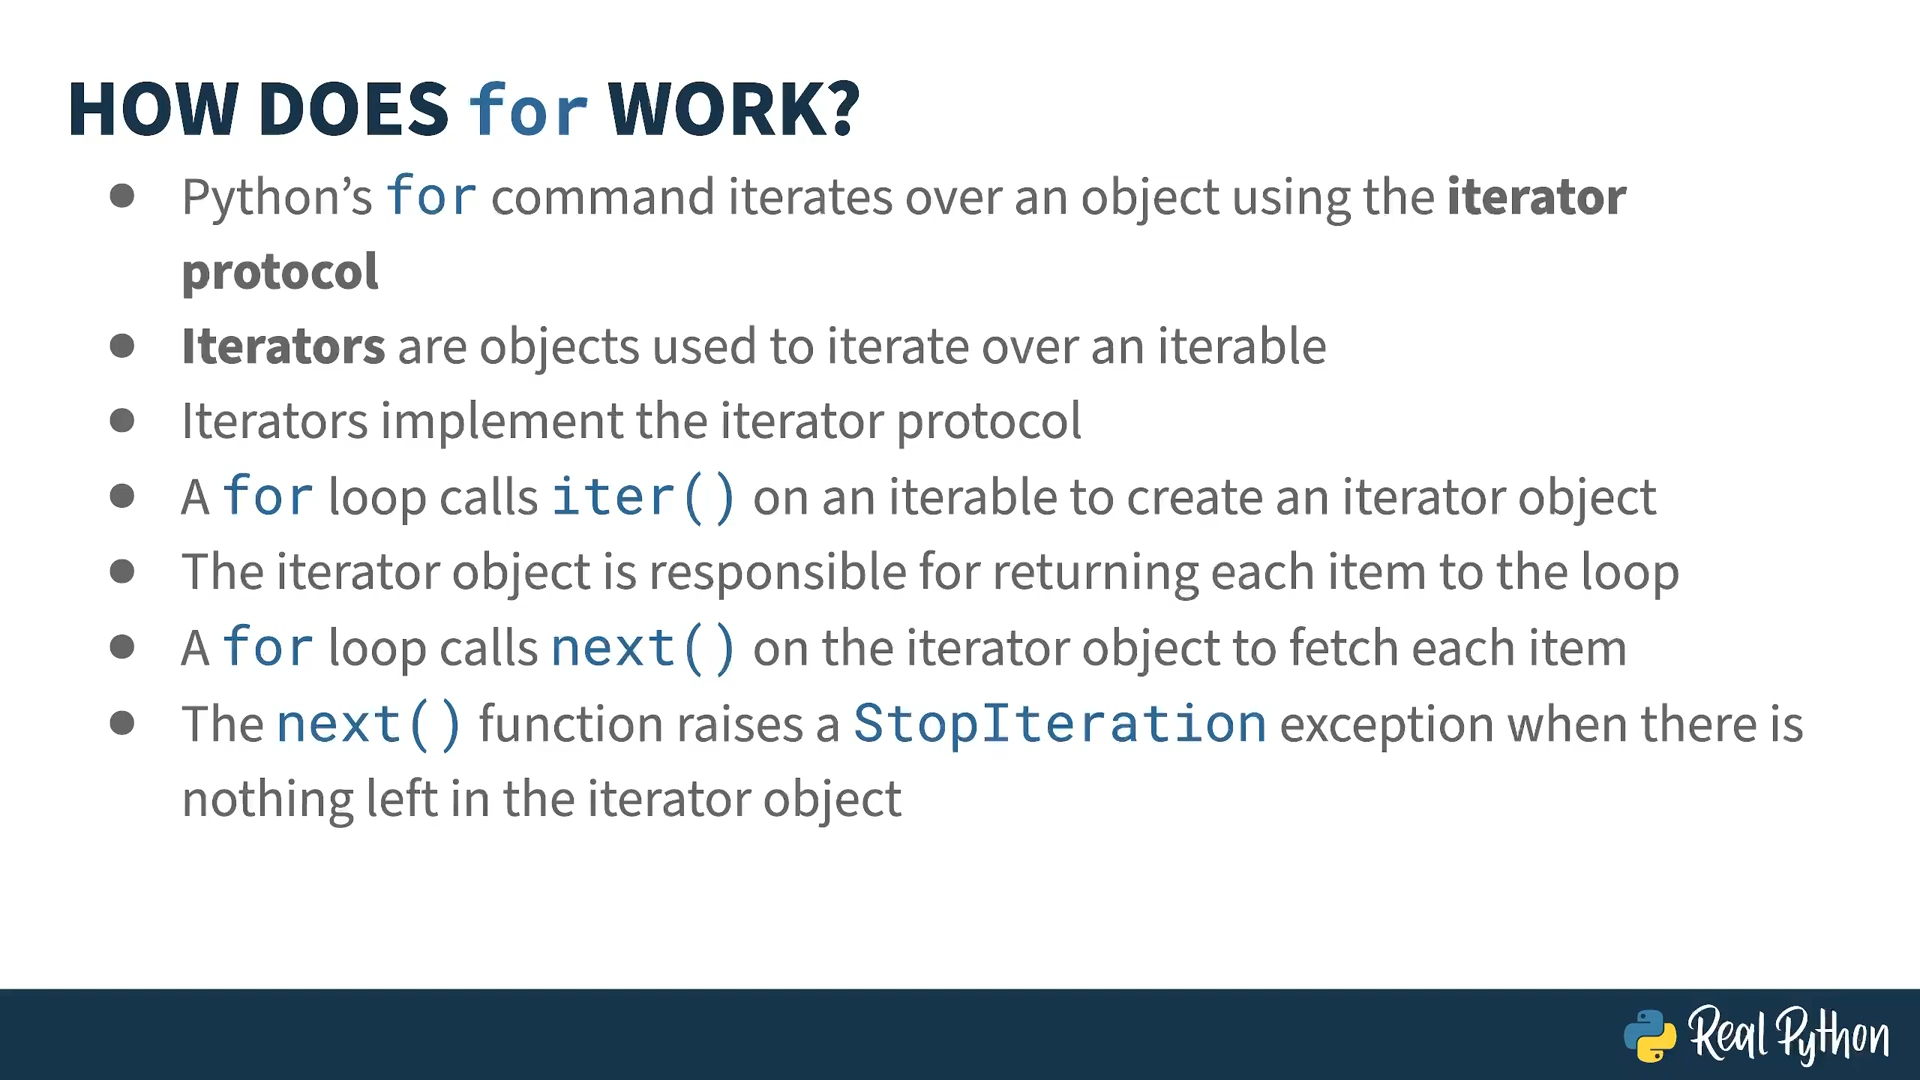 HOW DOES for WORK?
● Python’s for command iterates over an object using the iterator
protocol
● Iterators are objects used to iterate over an iterable
● Iterators implement the iterator protocol
● A for loop calls iter() on an iterable to create an iterator object
● The iterator object is responsible for returning each item to the loop
● A for loop calls next() on the iterator object to fetch each item
● The next() function raises a StopIteration exception when there is
nothing left in the iterator object
Real Python